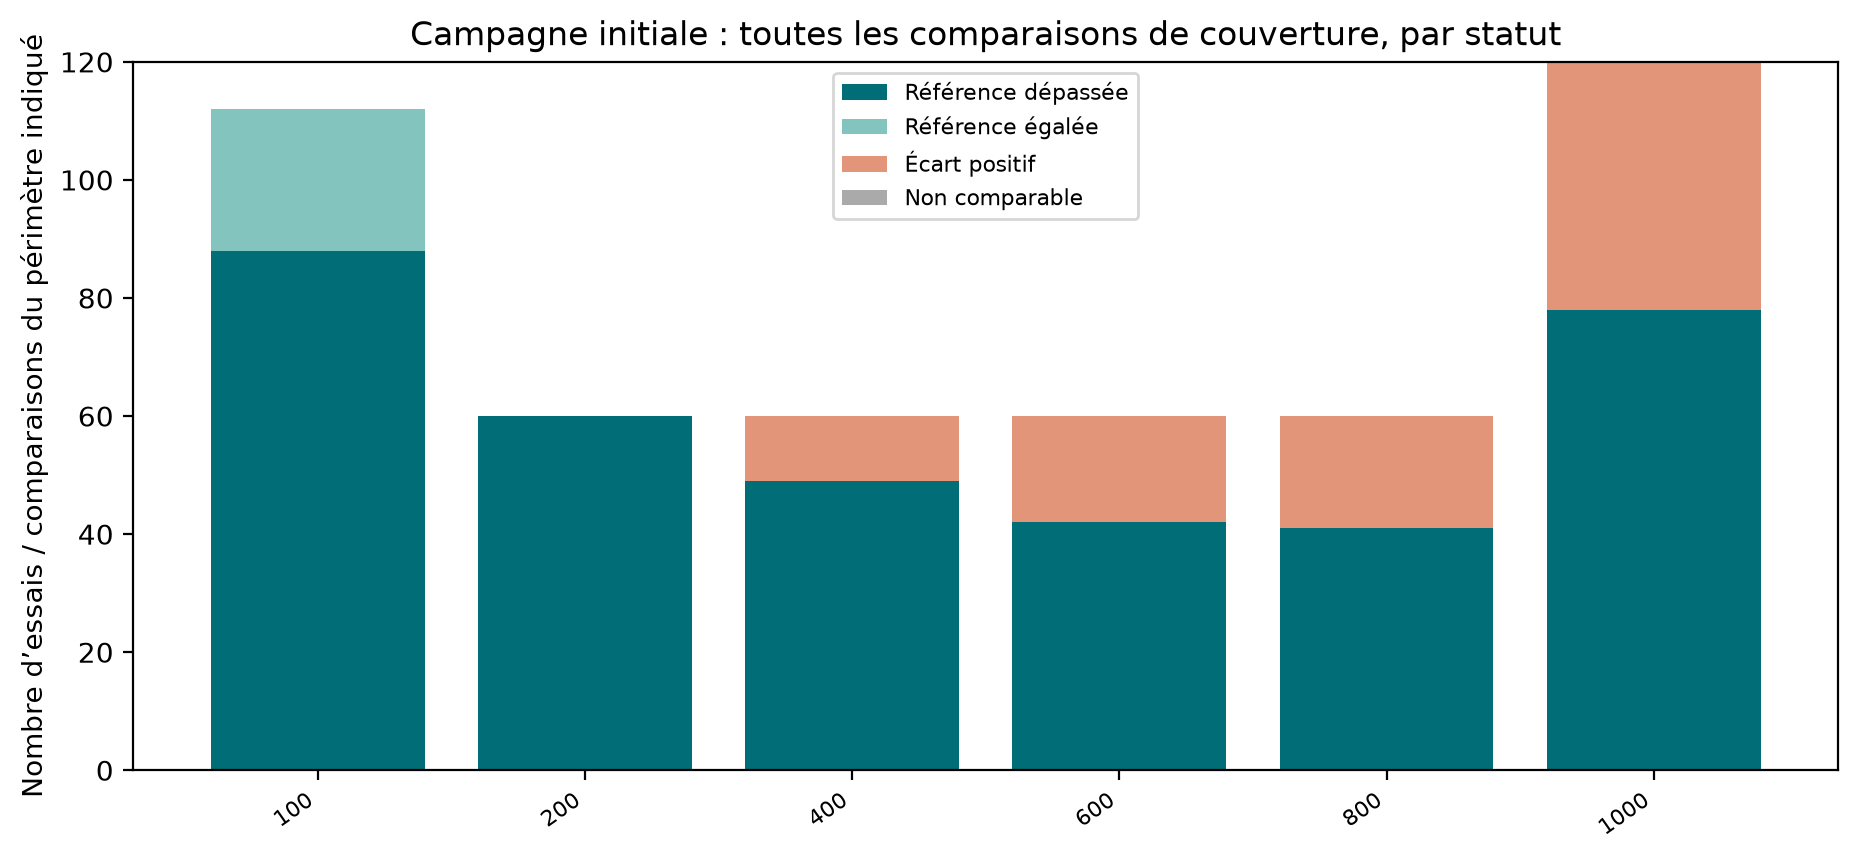 Campagne initiale : toutes les comparaisons de couverture, par statut
Nombre d’essais / comparaisons du périmètre indiqué
120
100
80
60
40
20
0
Référence dépassée
Référence égalée
Écart positif
Non comparable
100
200
400
600
800
1000